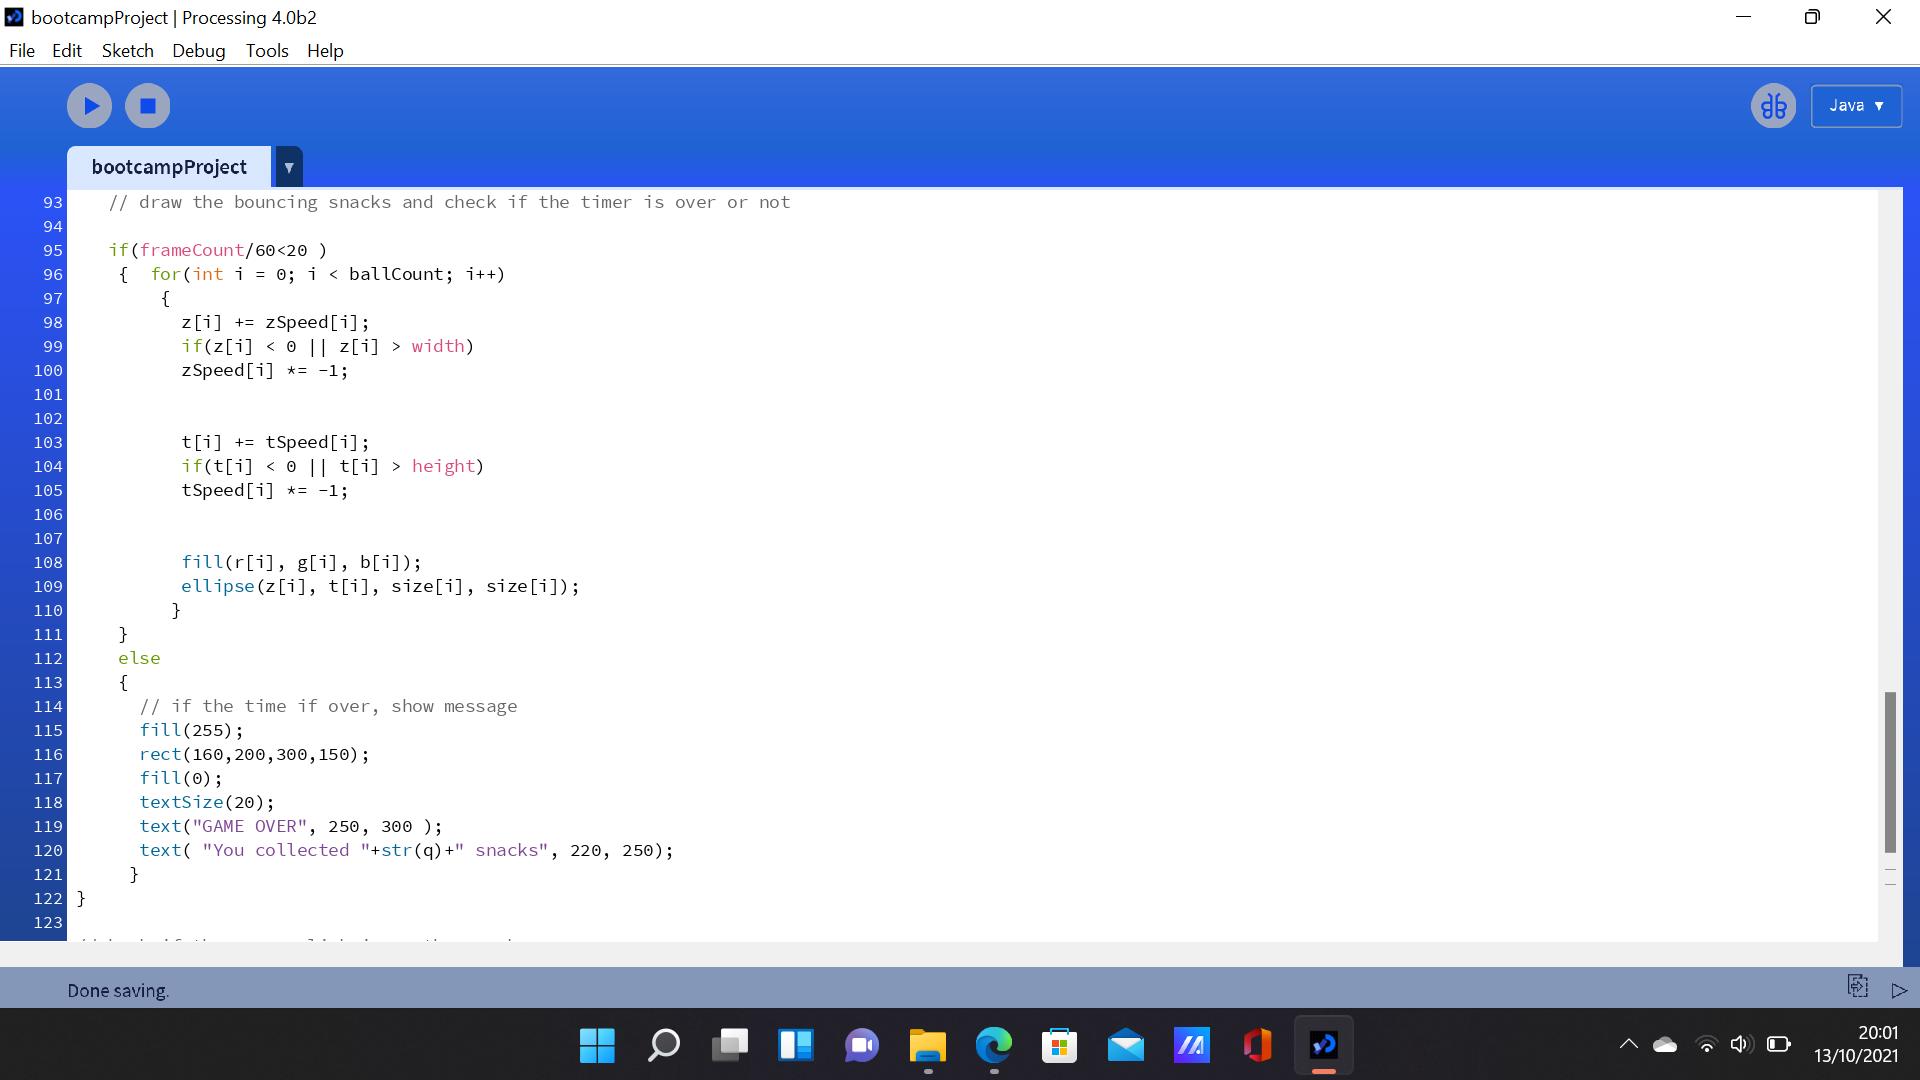 bootcampProject | Processing 4.0b2
File Edit Sketch Debug Tools Help
Java ▼
bootcampProject ▼
93 // draw the bouncing snacks and check if the timer is over or not
94
95 if(frameCount/60<20 )
96 { for(int i = 0; i < ballCount; i++)
97 {
98 z[i] += zSpeed[i];
99 if(z[i] < 0 || z[i] > width)
100 zSpeed[i] *= -1;
101
102
103 t[i] += tSpeed[i];
104 if(t[i] < 0 || t[i] > height)
105 tSpeed[i] *= -1;
106
107
108 fill(r[i], g[i], b[i]);
109 ellipse(z[i], t[i], size[i], size[i]);
110 }
111 }
112 else
113 {
114 // if the time if over, show message
115 fill(255);
116 rect(160,200,300,150);
117 fill(0);
118 textSize(20);
119 text("GAME OVER", 250, 300 );
120 text( "You collected "+str(q)+" snacks", 220, 250);
121 }
122 }
123
Done saving.
20:01
13/10/2021